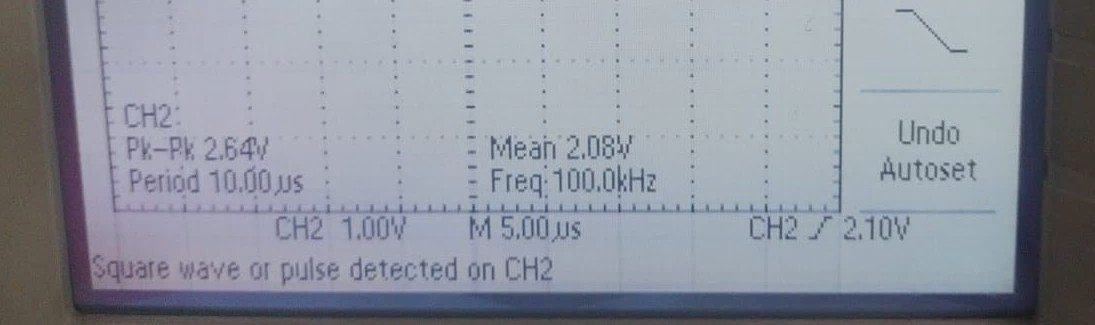 CH2:
Pk-Pk 2.64V Mean 2.08V
Period 10.00µs Freq 100.0kHz
Undo
Autoset
CH2 1.00V M 5.00µs CH2 / 2.10V
Square wave or pulse detected on CH2